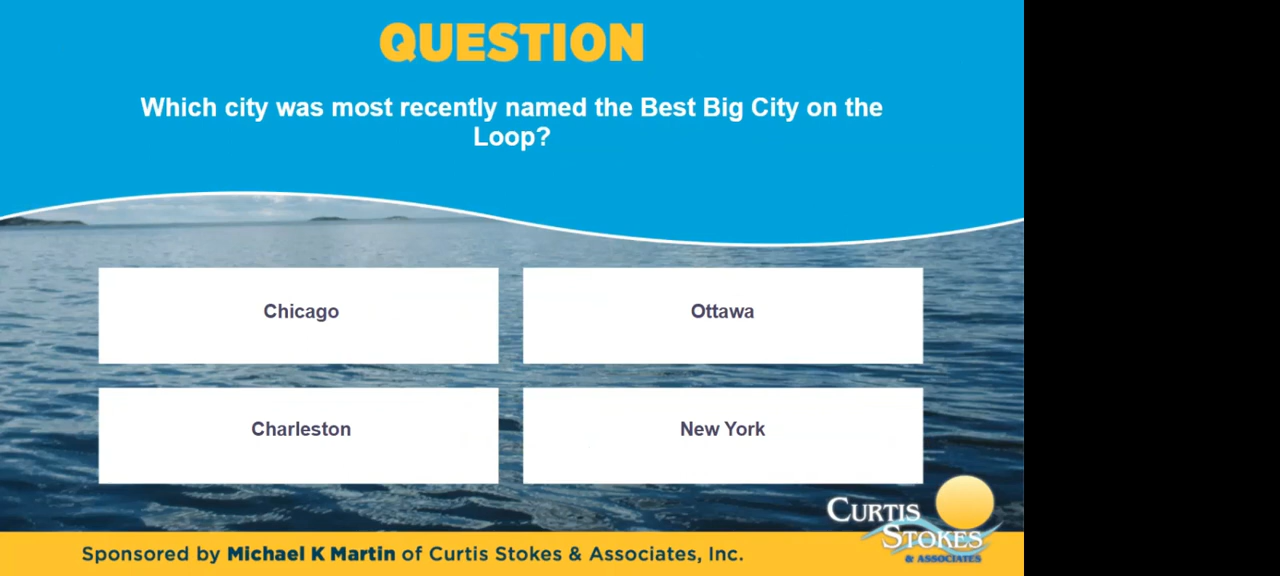 QUESTION
Which city was most recently named the Best Big City on the
Loop?
Chicago
Ottawa
Charleston
New York
CURTIS
STOKES
& ASSOCIATES
Sponsored by Michael K Martin of Curtis Stokes & Associates, Inc.